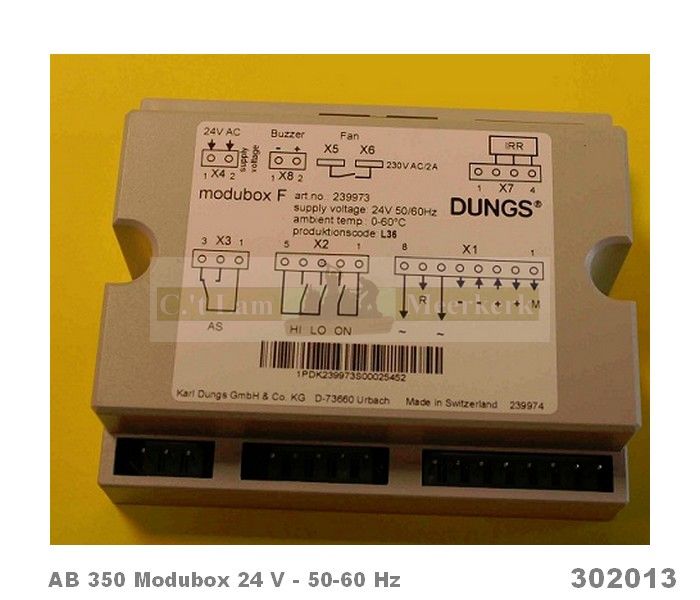 24V AC Buzzer Fan
- + X5 X6 IRR
supply voltage
230V AC/2A
1 X4 2 1 X8 2 1 X7 4
modubox F art.no.: 239973
supply voltage: 24V 50/60Hz
ambient temp.: 0-60°C
produktionscode: L36
DUNGS®
3 X3 1 5 X2 1 8 X1 1
C.'t Lam Meerkerk
R - - + + M
AS HI LO ON ~ ~
1PDK239973S00025452
Karl Dungs GmbH & Co. KG D-73660 Urbach Made in Switzerland 239974
AB 350 Modubox 24 V - 50-60 Hz 302013